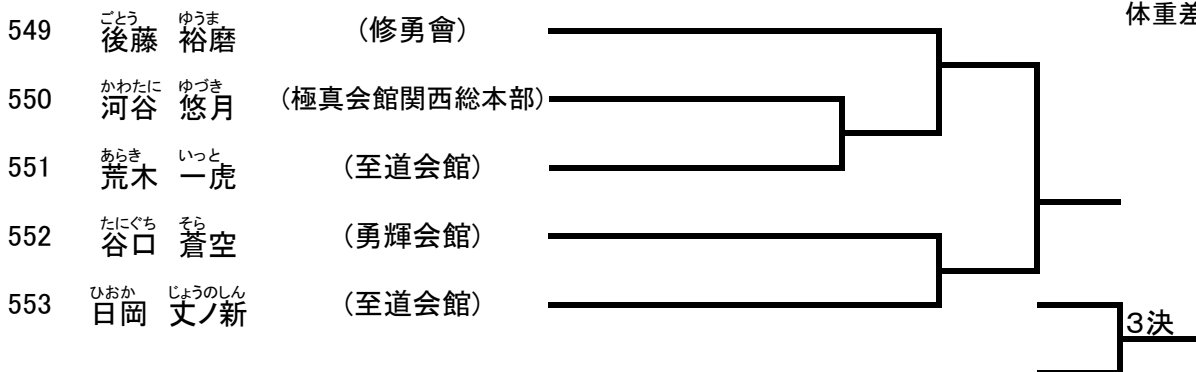 体重差
ごとう ゆうま
549 後藤 裕磨 (修勇會)
かわたに ゆづき
550 河谷 悠月 (極真会館関西総本部)
あらき いっと
551 荒木 一虎 (至道会館)
たにぐち そら
552 谷口 蒼空 (勇輝会館)
ひおか じょうのしん
553 日岡 丈ノ新 (至道会館)
３決